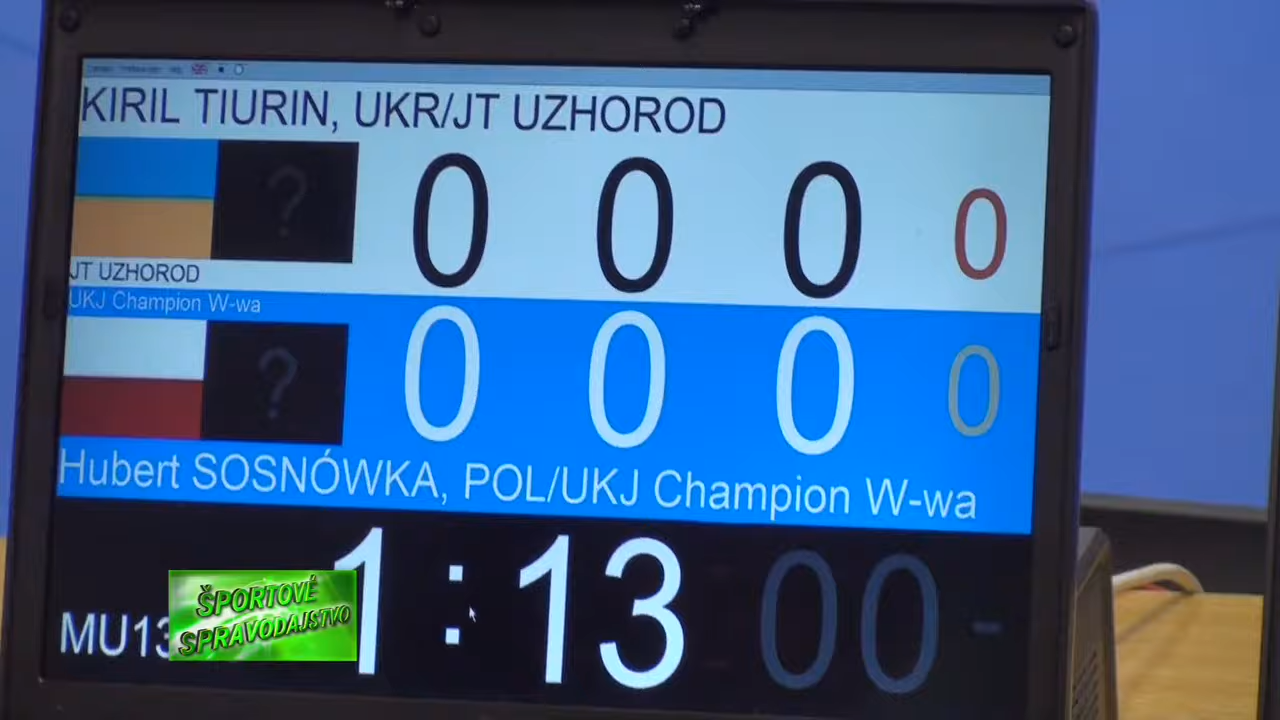 KIRIL TIURIN, UKR/JT UZHOROD
? 0 0 0 0
JT UZHOROD
UKJ Champion W-wa
? 0 0 0 0
Hubert SOSNÓWKA, POL/UKJ Champion W-wa
1:13 00
MU13
ŠPORTOVÉ
SPRAVODAJSTVO